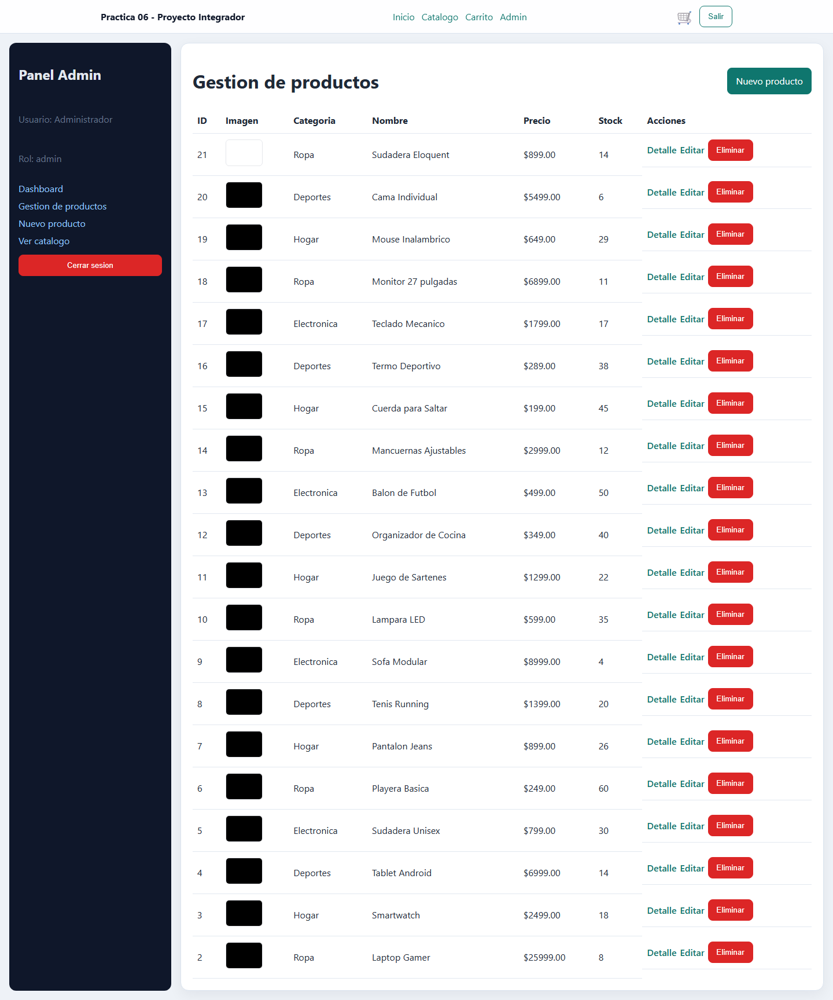 Practica 06 - Proyecto Integrador Inicio Catalogo Carrito Admin Salir
Panel Admin
Usuario: Administrador
Rol: admin
Dashboard
Gestion de productos
Nuevo producto
Ver catalogo
Cerrar sesion
Gestion de productos Nuevo producto
ID Imagen Categoria Nombre Precio Stock Acciones
21 Ropa Sudadera Eloquent $899.00 14 Detalle Editar Eliminar
20 Deportes Cama Individual $5499.00 6 Detalle Editar Eliminar
19 Hogar Mouse Inalambrico $649.00 29 Detalle Editar Eliminar
18 Ropa Monitor 27 pulgadas $6899.00 11 Detalle Editar Eliminar
17 Electronica Teclado Mecanico $1799.00 17 Detalle Editar Eliminar
16 Deportes Termo Deportivo $289.00 38 Detalle Editar Eliminar
15 Hogar Cuerda para Saltar $199.00 45 Detalle Editar Eliminar
14 Ropa Mancuernas Ajustables $2999.00 12 Detalle Editar Eliminar
13 Electronica Balon de Futbol $499.00 50 Detalle Editar Eliminar
12 Deportes Organizador de Cocina $349.00 40 Detalle Editar Eliminar
11 Hogar Juego de Sartenes $1299.00 22 Detalle Editar Eliminar
10 Ropa Lampara LED $599.00 35 Detalle Editar Eliminar
9 Electronica Sofa Modular $8999.00 4 Detalle Editar Eliminar
8 Deportes Tenis Running $1399.00 20 Detalle Editar Eliminar
7 Hogar Pantalon Jeans $899.00 26 Detalle Editar Eliminar
6 Ropa Playera Basica $249.00 60 Detalle Editar Eliminar
5 Electronica Sudadera Unisex $799.00 30 Detalle Editar Eliminar
4 Deportes Tablet Android $6999.00 14 Detalle Editar Eliminar
3 Hogar Smartwatch $2499.00 18 Detalle Editar Eliminar
2 Ropa Laptop Gamer $25999.00 8 Detalle Editar Eliminar